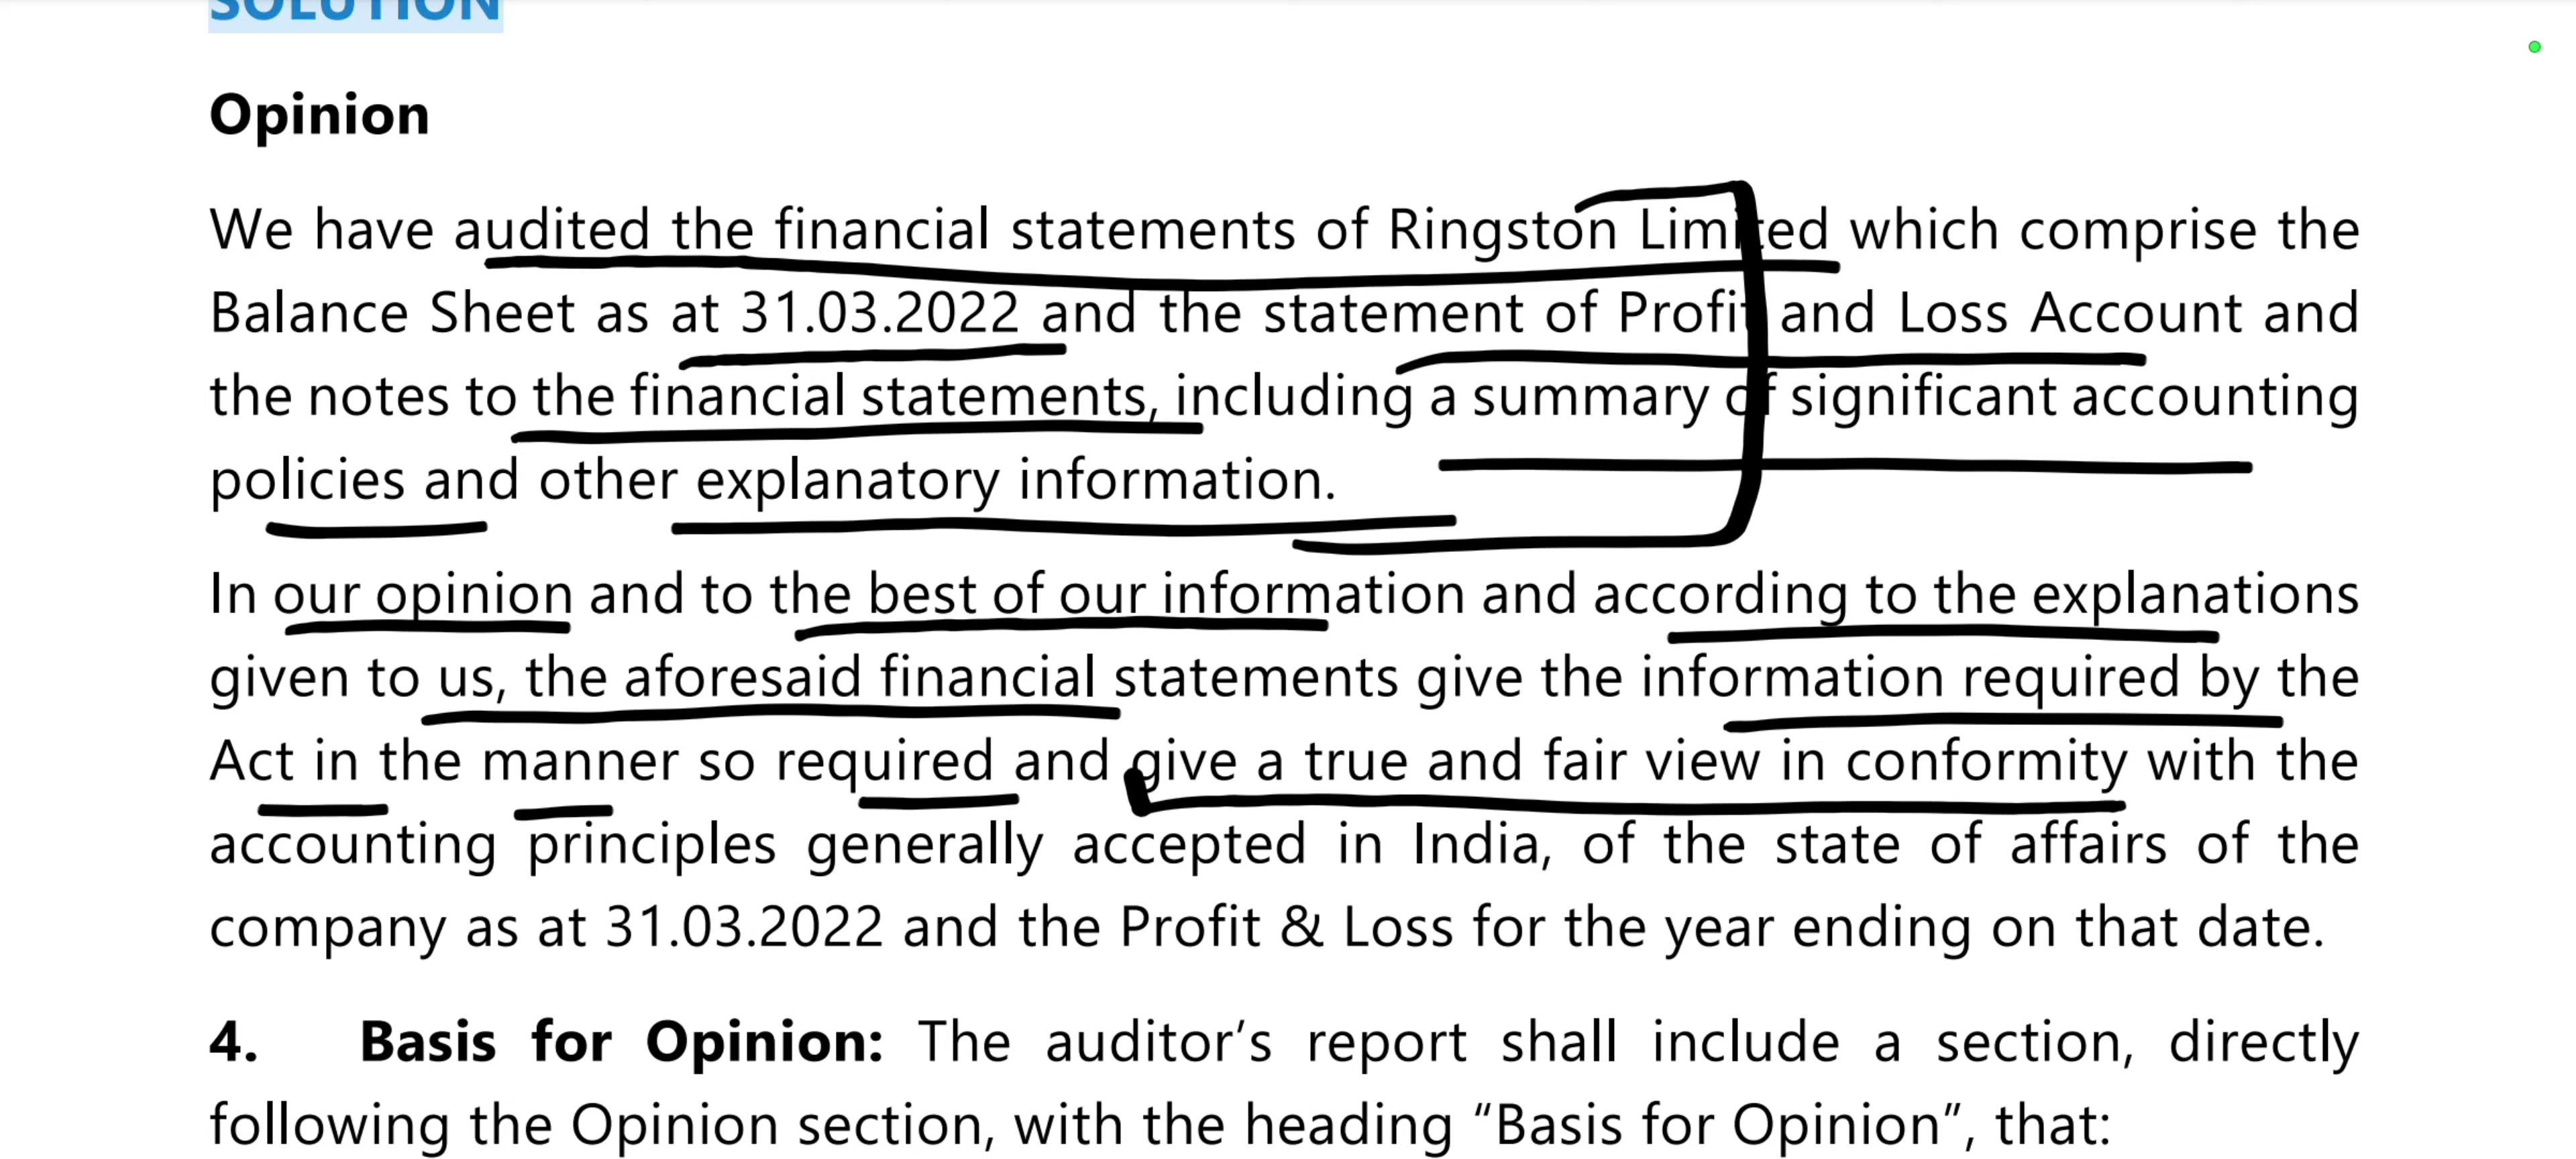 SOLUTION
Opinion
We have audited the financial statements of Ringston Limited which comprise the
Balance Sheet as at 31.03.2022 and the statement of Profit and Loss Account and
the notes to the financial statements, including a summary of significant accounting
policies and other explanatory information.
In our opinion and to the best of our information and according to the explanations
given to us, the aforesaid financial statements give the information required by the
Act in the manner so required and give a true and fair view in conformity with the
accounting principles generally accepted in India, of the state of affairs of the
company as at 31.03.2022 and the Profit & Loss for the year ending on that date.
4. Basis for Opinion: The auditor’s report shall include a section, directly
following the Opinion section, with the heading “Basis for Opinion”, that: